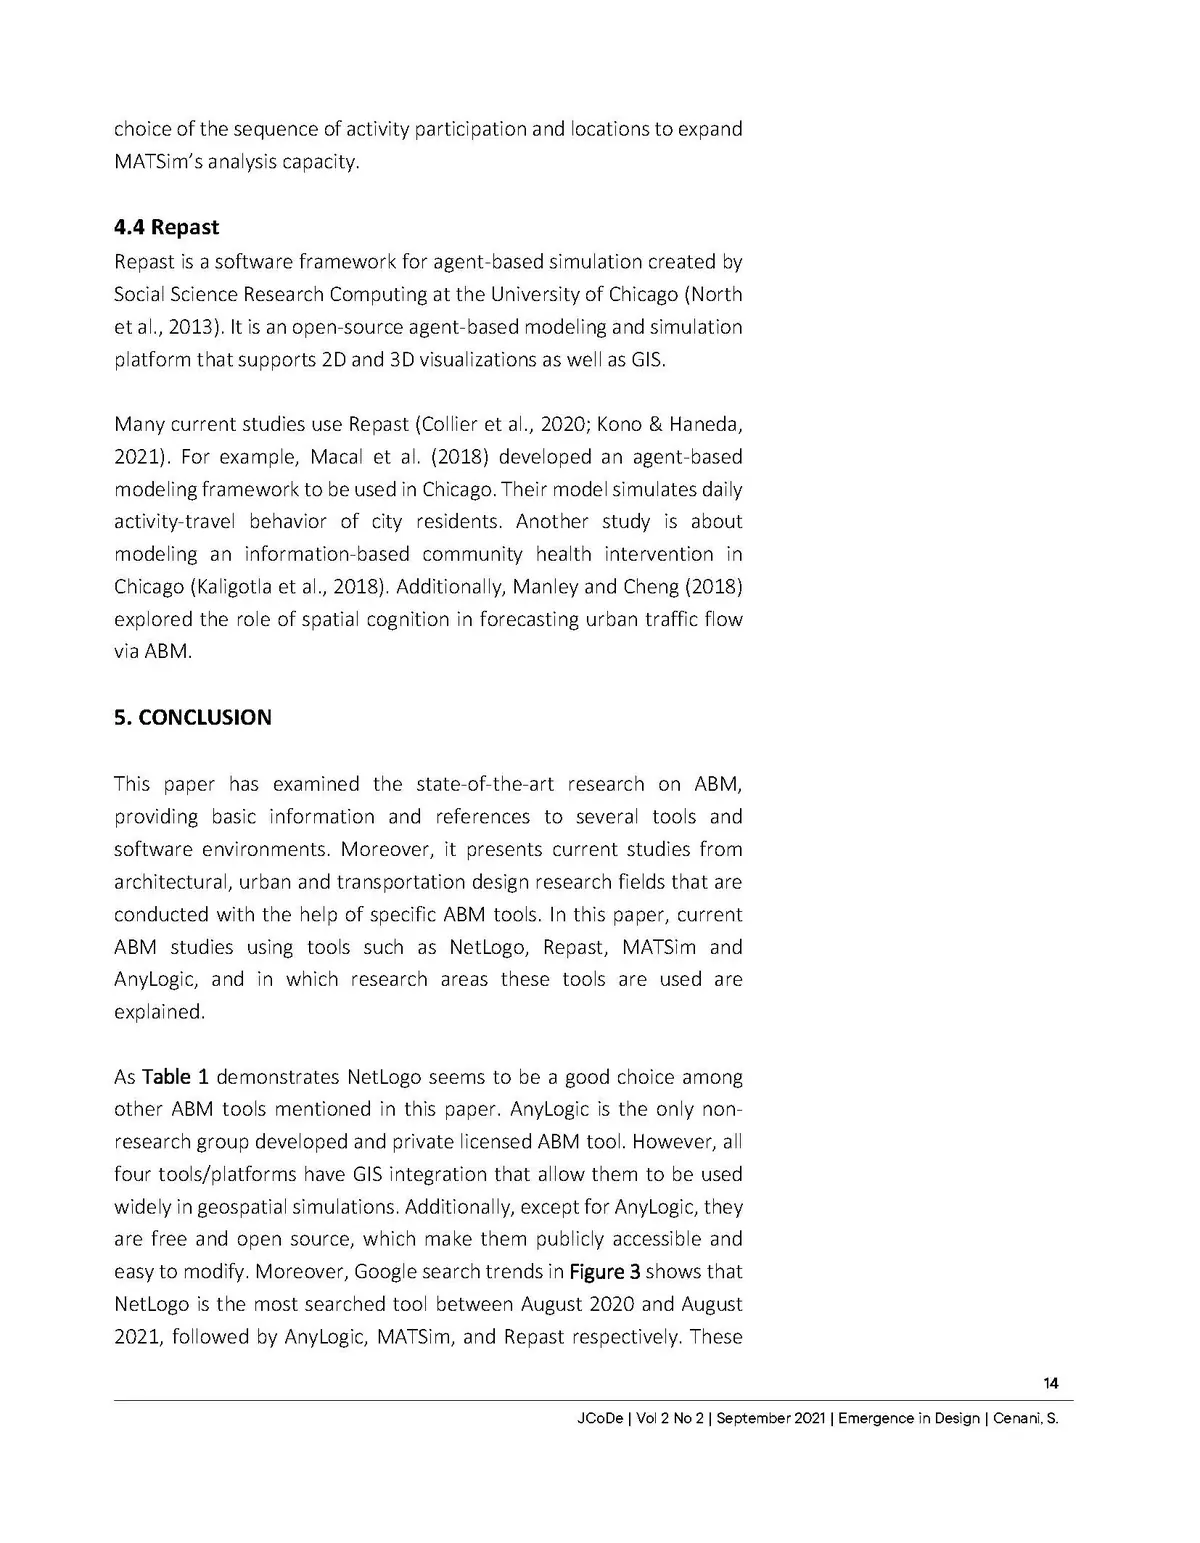 choice of the sequence of activity participation and locations to expand
MATSim’s analysis capacity.
4.4 Repast
Repast is a software framework for agent-based simulation created by
Social Science Research Computing at the University of Chicago (North
et al., 2013). It is an open-source agent-based modeling and simulation
platform that supports 2D and 3D visualizations as well as GIS.
Many current studies use Repast (Collier et al., 2020; Kono & Haneda,
2021). For example, Macal et al. (2018) developed an agent-based
modeling framework to be used in Chicago. Their model simulates daily
activity-travel behavior of city residents. Another study is about
modeling an information-based community health intervention in
Chicago (Kaligotla et al., 2018). Additionally, Manley and Cheng (2018)
explored the role of spatial cognition in forecasting urban traffic flow
via ABM.
5. CONCLUSION
This paper has examined the state-of-the-art research on ABM,
providing basic information and references to several tools and
software environments. Moreover, it presents current studies from
architectural, urban and transportation design research fields that are
conducted with the help of specific ABM tools. In this paper, current
ABM studies using tools such as NetLogo, Repast, MATSim and
AnyLogic, and in which research areas these tools are used are
explained.
As Table 1 demonstrates NetLogo seems to be a good choice among
other ABM tools mentioned in this paper. AnyLogic is the only non-
research group developed and private licensed ABM tool. However, all
four tools/platforms have GIS integration that allow them to be used
widely in geospatial simulations. Additionally, except for AnyLogic, they
are free and open source, which make them publicly accessible and
easy to modify. Moreover, Google search trends in Figure 3 shows that
NetLogo is the most searched tool between August 2020 and August
2021, followed by AnyLogic, MATSim, and Repast respectively. These
14
JCoDe | Vol 2 No 2 | September 2021 | Emergence in Design | Cenani, S.